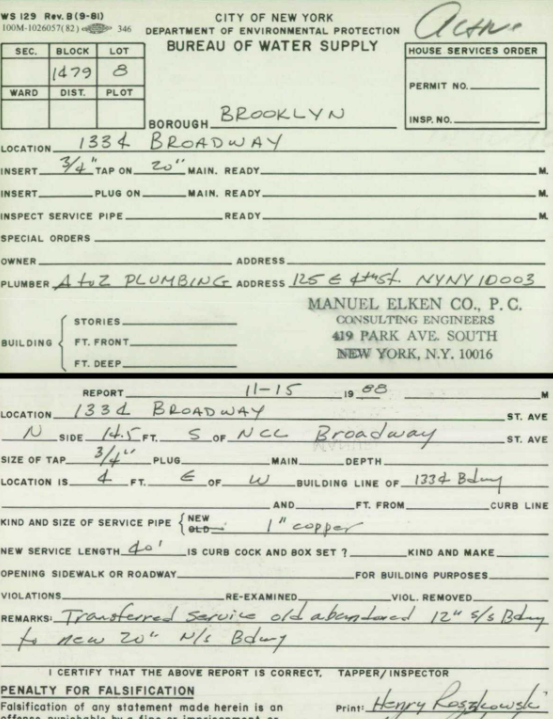 WS 129 Rev. B (9-81)
100M-1026057(82) 346
CITY OF NEW YORK
DEPARTMENT OF ENVIRONMENTAL PROTECTION
BUREAU OF WATER SUPPLY
Active
HOUSE SERVICES ORDER
PERMIT NO.
INSP. NO.
SEC. BLOCK LOT
1479 8
WARD DIST. PLOT
BOROUGH BROOKLYN
LOCATION 1334 BROADWAY
INSERT 3/4" TAP ON 20" MAIN. READY M.
INSERT PLUG ON MAIN. READY M.
INSPECT SERVICE PIPE READY M.
SPECIAL ORDERS
OWNER ADDRESS
PLUMBER A to Z PLUMBING ADDRESS 125 E 4th St. NYNY 10003
MANUEL ELKEN CO., P. C.
CONSULTING ENGINEERS
419 PARK AVE. SOUTH
NEW YORK, N.Y. 10016
BUILDING { STORIES
FT. FRONT
FT. DEEP
REPORT 11-15 19 88 M
LOCATION 1334 BROADWAY ST. AVE
N SIDE 14.5 FT. S OF NCL Broadway ST. AVE
SIZE OF TAP 3/4" PLUG MAIN DEPTH
LOCATION IS 4 FT. E OF W BUILDING LINE OF 1334 Bdwy
AND FT. FROM CURB LINE
KIND AND SIZE OF SERVICE PIPE { NEW OLD 1" copper
NEW SERVICE LENGTH 40' IS CURB COCK AND BOX SET ? KIND AND MAKE
OPENING SIDEWALK OR ROADWAY FOR BUILDING PURPOSES
VIOLATIONS RE-EXAMINED VIOL. REMOVED
REMARKS: Transferred service old abandoned 12" S/S Bdwy
to new 20" N/S Bdwy
I CERTIFY THAT THE ABOVE REPORT IS CORRECT. TAPPER/INSPECTOR
PENALTY FOR FALSIFICATION
Falsification of any statement made herein is an
offense punishable by a fine or imprisonment or
Print: Henry Roszkowski